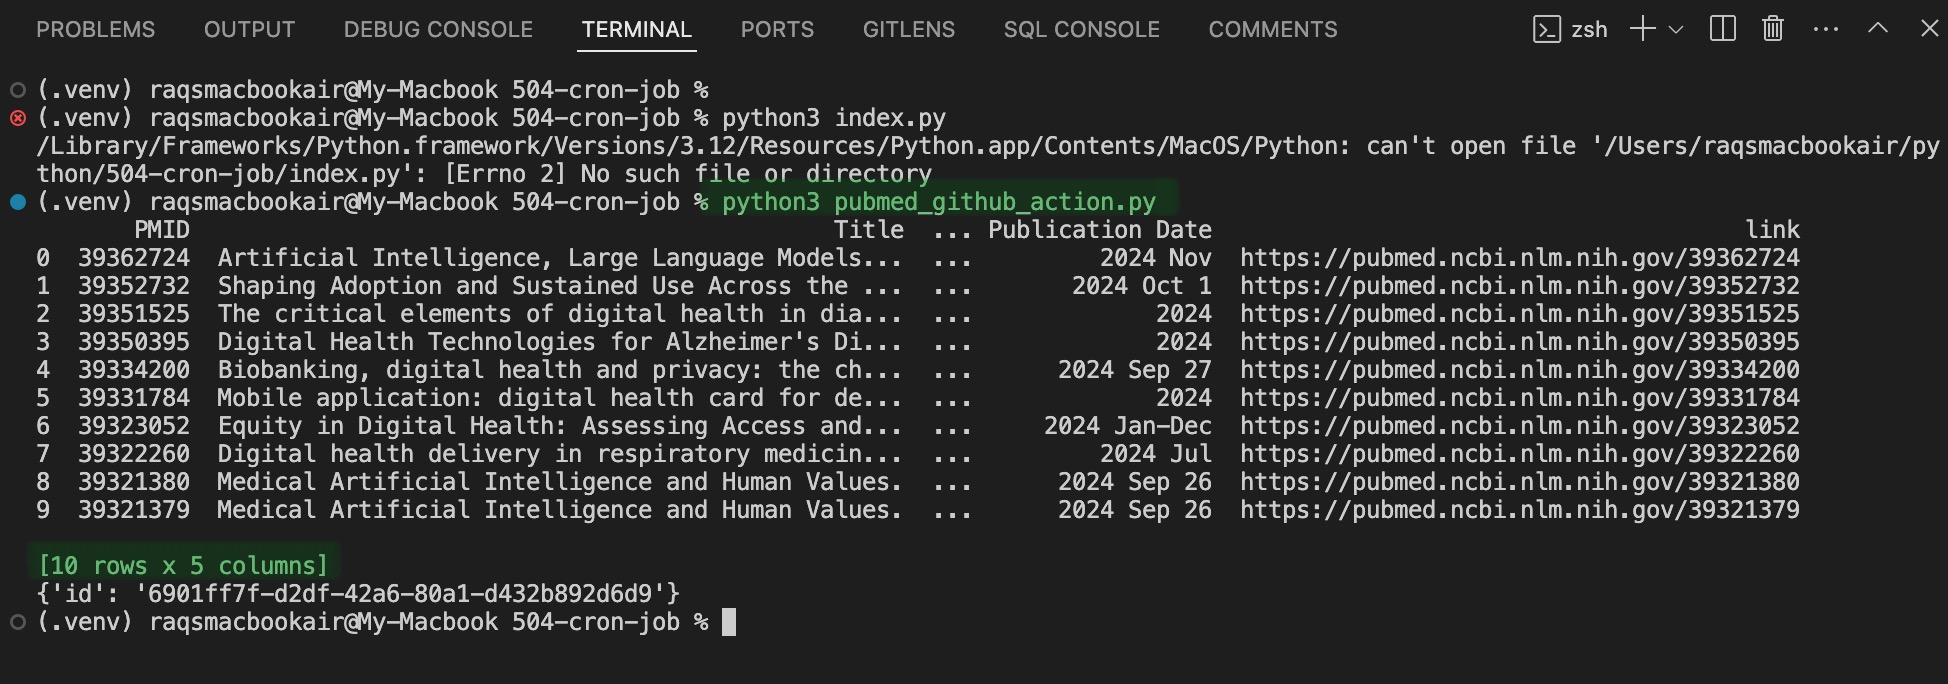 PROBLEMS OUTPUT DEBUG CONSOLE TERMINAL PORTS GITLENS SQL CONSOLE COMMENTS zsh
(.venv) raqsmacbookair@My-Macbook 504-cron-job %
(.venv) raqsmacbookair@My-Macbook 504-cron-job % python3 index.py
/Library/Frameworks/Python.framework/Versions/3.12/Resources/Python.app/Contents/MacOS/Python: can't open file '/Users/raqsmacbookair/py
thon/504-cron-job/index.py': [Errno 2] No such file or directory
(.venv) raqsmacbookair@My-Macbook 504-cron-job % python3 pubmed_github_action.py
PMID Title ... Publication Date link
0 39362724 Artificial Intelligence, Large Language Models... ... 2024 Nov https://pubmed.ncbi.nlm.nih.gov/39362724
1 39352732 Shaping Adoption and Sustained Use Across the ... ... 2024 Oct 1 https://pubmed.ncbi.nlm.nih.gov/39352732
2 39351525 The critical elements of digital health in dia... ... 2024 https://pubmed.ncbi.nlm.nih.gov/39351525
3 39350395 Digital Health Technologies for Alzheimer's Di... ... 2024 https://pubmed.ncbi.nlm.nih.gov/39350395
4 39334200 Biobanking, digital health and privacy: the ch... ... 2024 Sep 27 https://pubmed.ncbi.nlm.nih.gov/39334200
5 39331784 Mobile application: digital health card for de... ... 2024 https://pubmed.ncbi.nlm.nih.gov/39331784
6 39323052 Equity in Digital Health: Assessing Access and... ... 2024 Jan-Dec https://pubmed.ncbi.nlm.nih.gov/39323052
7 39322260 Digital health delivery in respiratory medicin... ... 2024 Jul https://pubmed.ncbi.nlm.nih.gov/39322260
8 39321380 Medical Artificial Intelligence and Human Values. ... 2024 Sep 26 https://pubmed.ncbi.nlm.nih.gov/39321380
9 39321379 Medical Artificial Intelligence and Human Values. ... 2024 Sep 26 https://pubmed.ncbi.nlm.nih.gov/39321379
[10 rows x 5 columns]
{'id': '6901ff7f-d2df-42a6-80a1-d432b892d6d9'}
(.venv) raqsmacbookair@My-Macbook 504-cron-job %